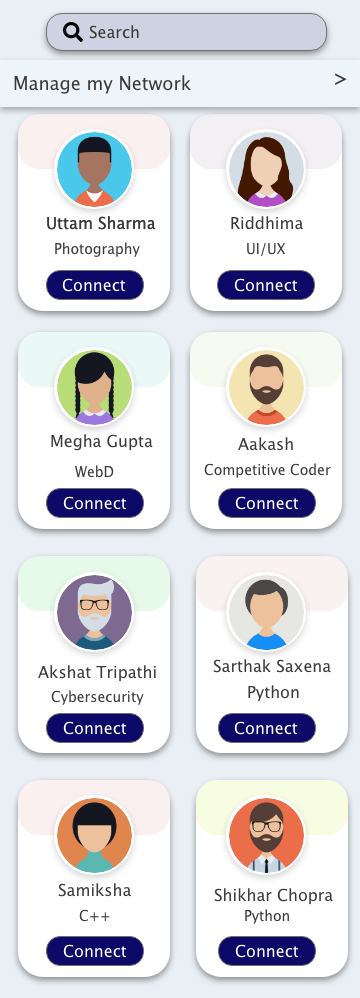 Search
Manage my Network >
Uttam Sharma
Photography
Connect
Riddhima
UI/UX
Connect
Megha Gupta
WebD
Connect
Aakash
Competitive Coder
Connect
Akshat Tripathi
Cybersecurity
Connect
Sarthak Saxena
Python
Connect
Samiksha
C++
Connect
Shikhar Chopra
Python
Connect